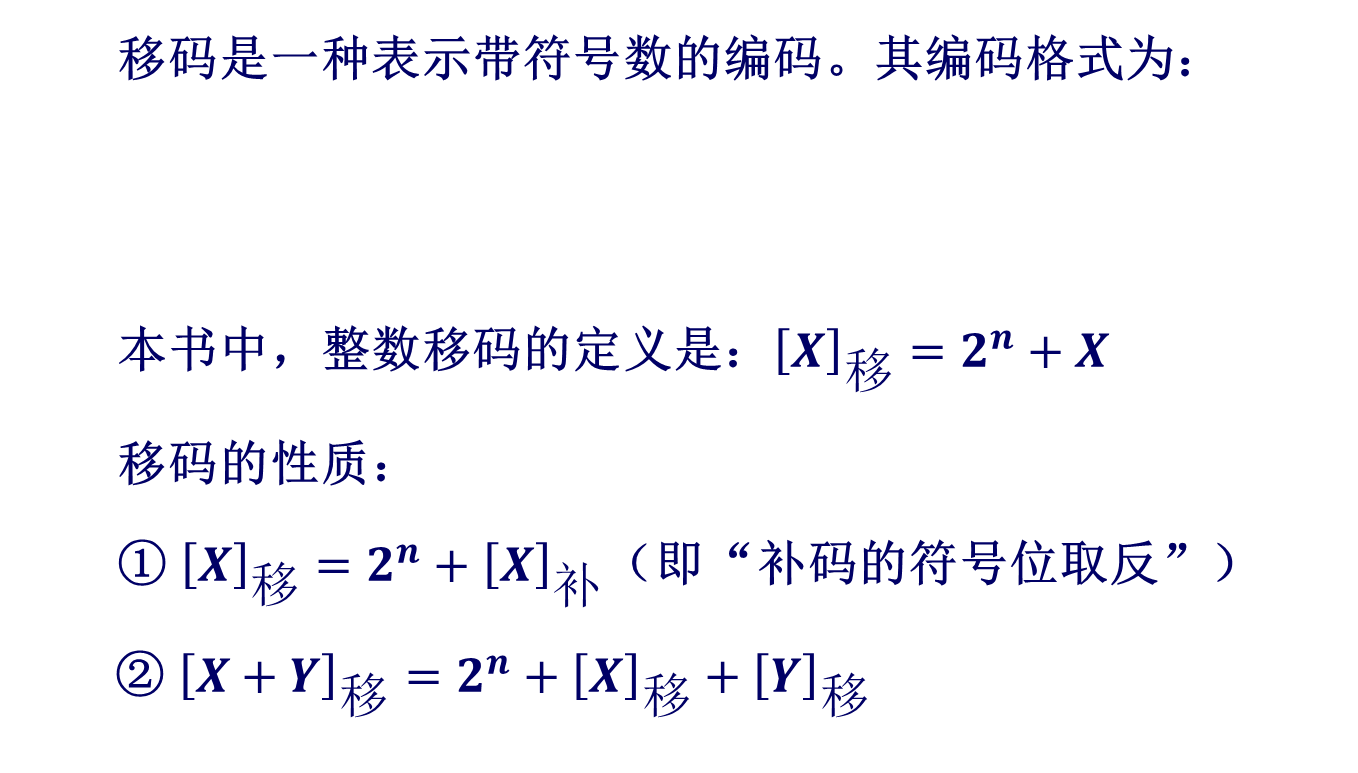 移码是一种表示带符号数的编码。其编码格式为：
本书中，整数移码的定义是：[X]移 = 2ⁿ + X
移码的性质：
① [X]移 = 2ⁿ + [X]补（即“补码的符号位取反”）
② [X + Y]移 = 2ⁿ + [X]移 + [Y]移